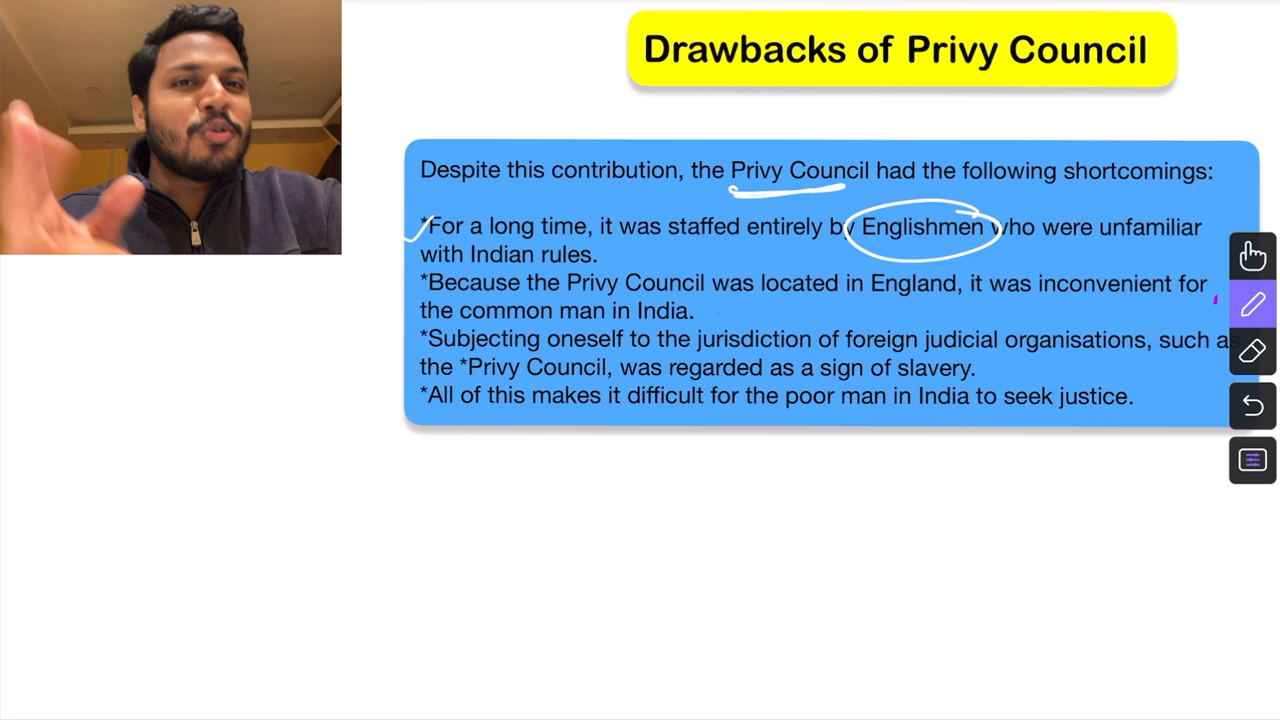 Drawbacks of Privy Council
Despite this contribution, the Privy Council had the following shortcomings:
*For a long time, it was staffed entirely by Englishmen who were unfamiliar
with Indian rules.
*Because the Privy Council was located in England, it was inconvenient for
the common man in India.
*Subjecting oneself to the jurisdiction of foreign judicial organisations, such as
the *Privy Council, was regarded as a sign of slavery.
*All of this makes it difficult for the poor man in India to seek justice.